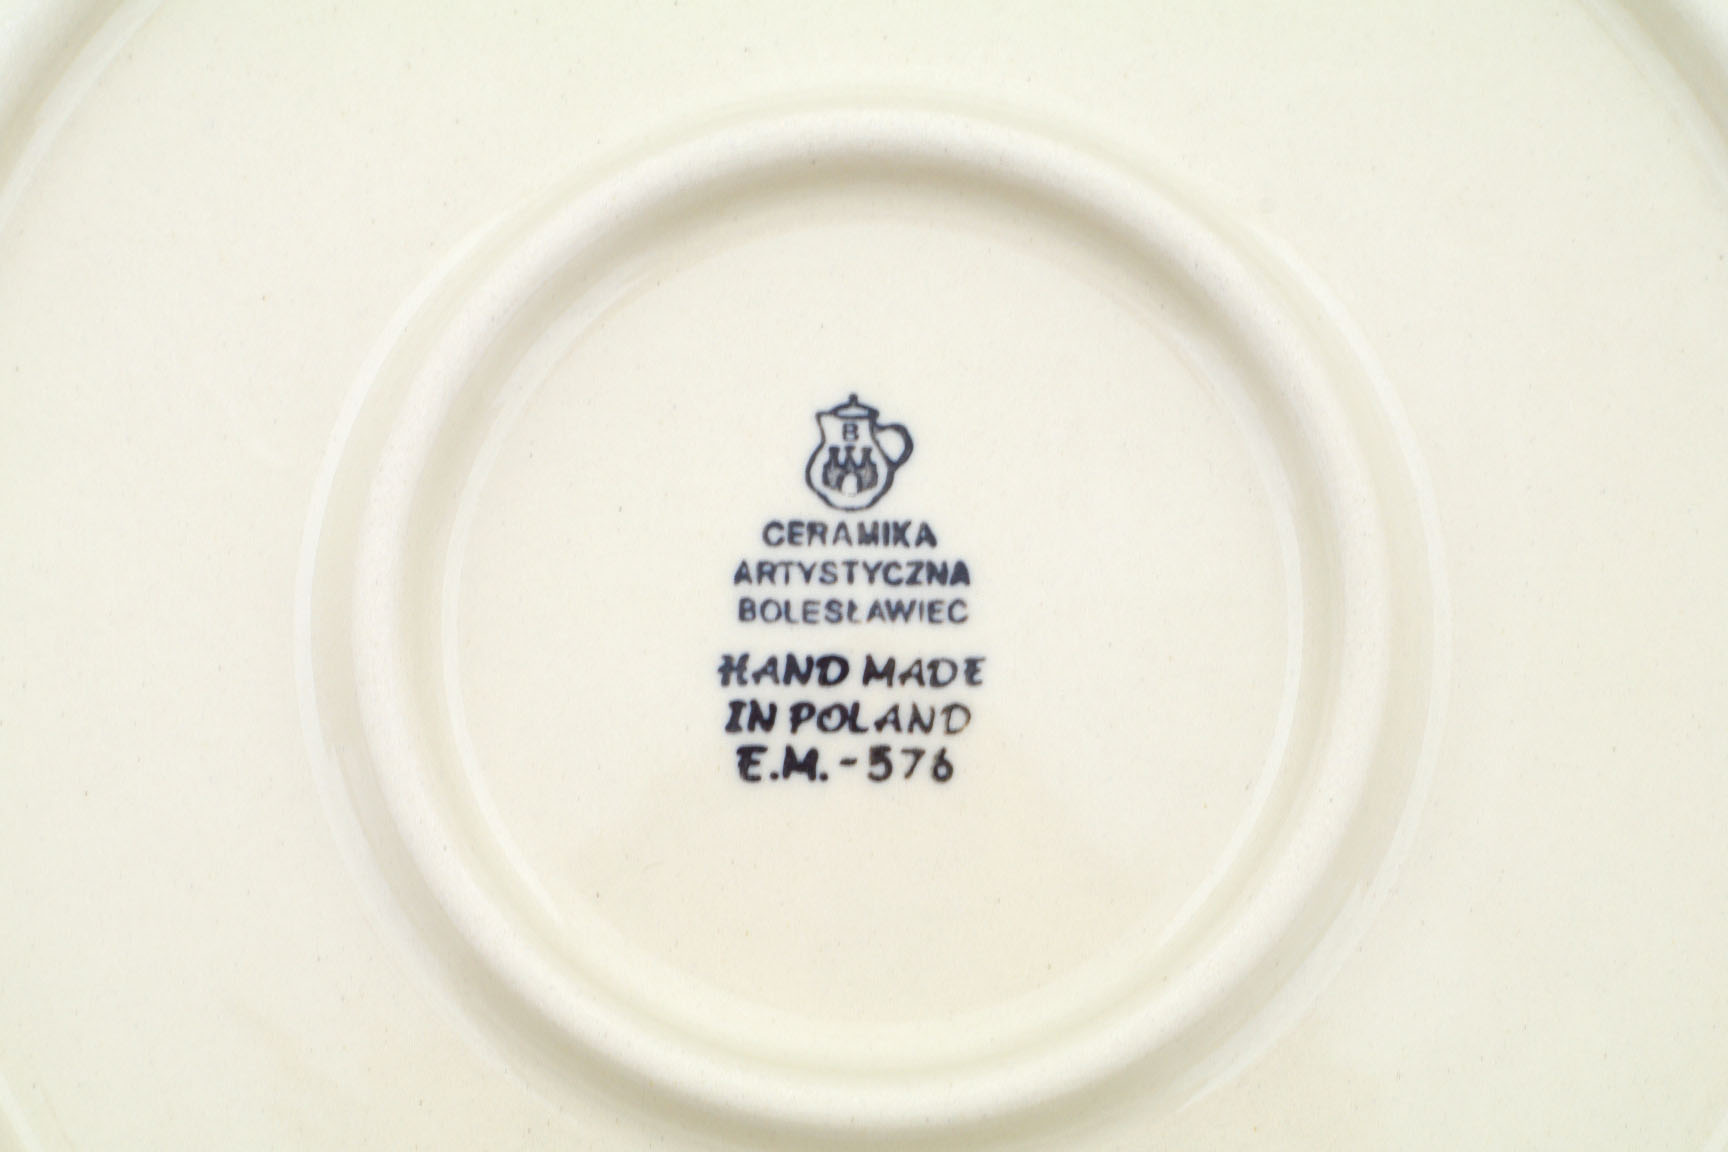 B
CERAMIKA
ARTYSTYCZNA
BOLESŁAWIEC
HAND MADE
IN POLAND
E.M.-576